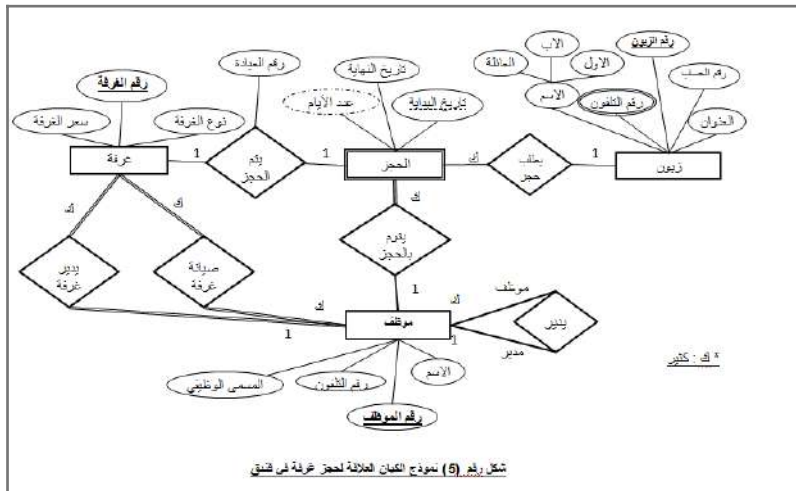 رقم الغرفة
سعر الغرفة
نوع الغرفة
رقم العيادة
تاريخ النهاية
عدد الأيام
تاريخ البداية
العائلة
الاب
الاول
الاسم
رقم الزبون
رقم التلفون
العنوان
غرفة
1
يتم
الحجز
1
الحجز
ك
يطلب
حجز
1
زبون
ك
ك
ك
يدير
غرفة
صيانة
غرفة
يقوم
بالحجز
ك
1
1
موظف
ك
1
موظف
مدير
يدير
المسمى الوظيفي
رقم التلفون
الاسم
رقم الموظف
* ك : كثير
شكل رقم (5) نموذج الكيان العلاقة لحجز غرفة في فندق